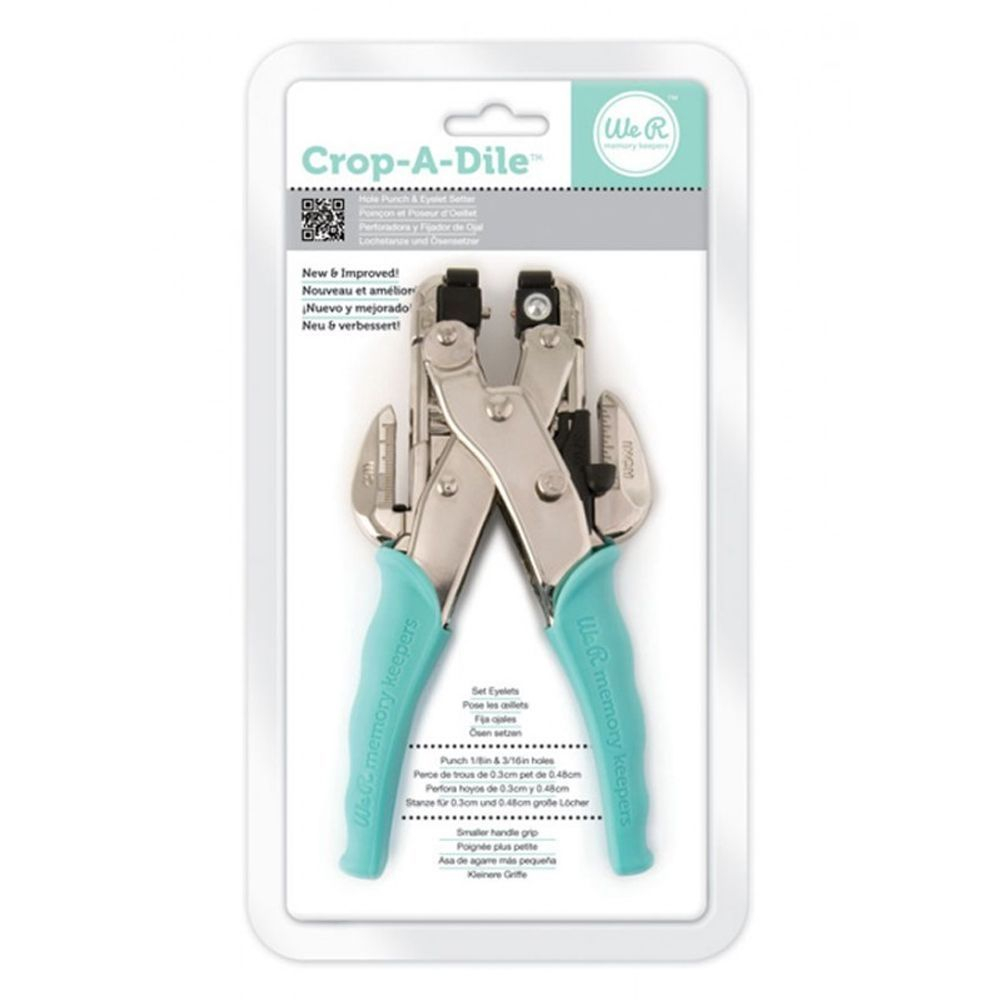 We R
memory keepers
TM
Crop-A-Dile™
Hole Punch & Eyelet Setter
Poinçon et Poseur d'Oeillet
Perforadora y Fijador de Ojal
Lochstanze und Ösensetzer
New & Improved!
Nouveau et amélior
¡Nuevo y mejorado!
Neu & verbessert!
We R memory keepers
We R memory keepers
Set Eyelets
Pose les œillets
Fija ojales
Ösen setzen
Punch 1/8in & 3/16in holes
Perce de trous de 0.3cm pet de 0.48cm
Perfora hoyos de 0.3cm y 0.48cm
Stanze für 0.3cm und 0.48cm große Löcher
Smaller handle grip
Poignée plus petite
Asa de agarre más pequeña
Kleinere Griffe